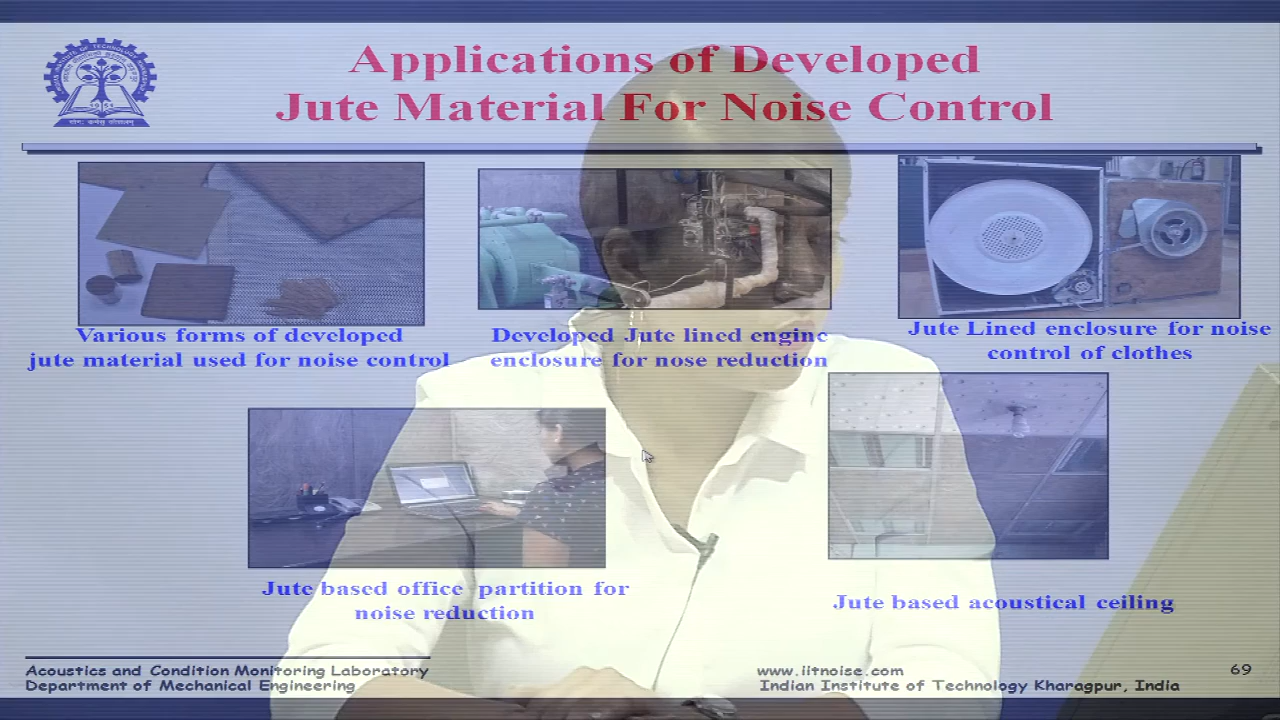 Applications of Developed
Jute Material For Noise Control
Various forms of developed
jute material used for noise control
Developed Jute lined engine
enclosure for nose reduction
Jute Lined enclosure for noise
control of clothes
Jute based office partition for
noise reduction
Jute based acoustical ceiling
Acoustics and Condition Monitoring Laboratory
Department of Mechanical Engineering
www.iitnoise.com
Indian Institute of Technology Kharagpur, India
69